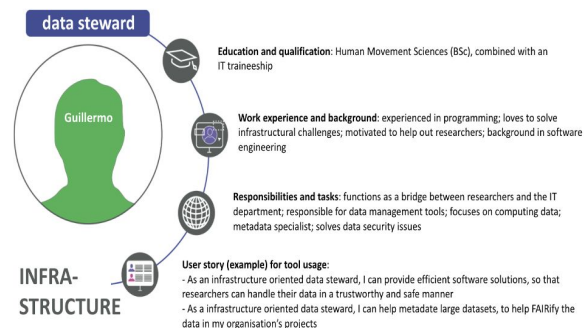 data steward
Guillermo
Education and qualification: Human Movement Sciences (BSc), combined with an
IT traineeship
Work experience and background: experienced in programming; loves to solve
infrastructural challenges; motivated to help out researchers; background in software
engineering
Responsibilities and tasks: functions as a bridge between researchers and the IT
department; responsible for data management tools; focuses on computing data;
metadata specialist; solves data security issues
User story (example) for tool usage:
- As an infrastructure oriented data steward, I can provide efficient software solutions, so that
researchers can handle their data in a trustworthy and safe manner
- As a infrastructure oriented data steward, I can help metadate large datasets, to help FAIRify the
data in my organisation's projects
INFRA-
STRUCTURE